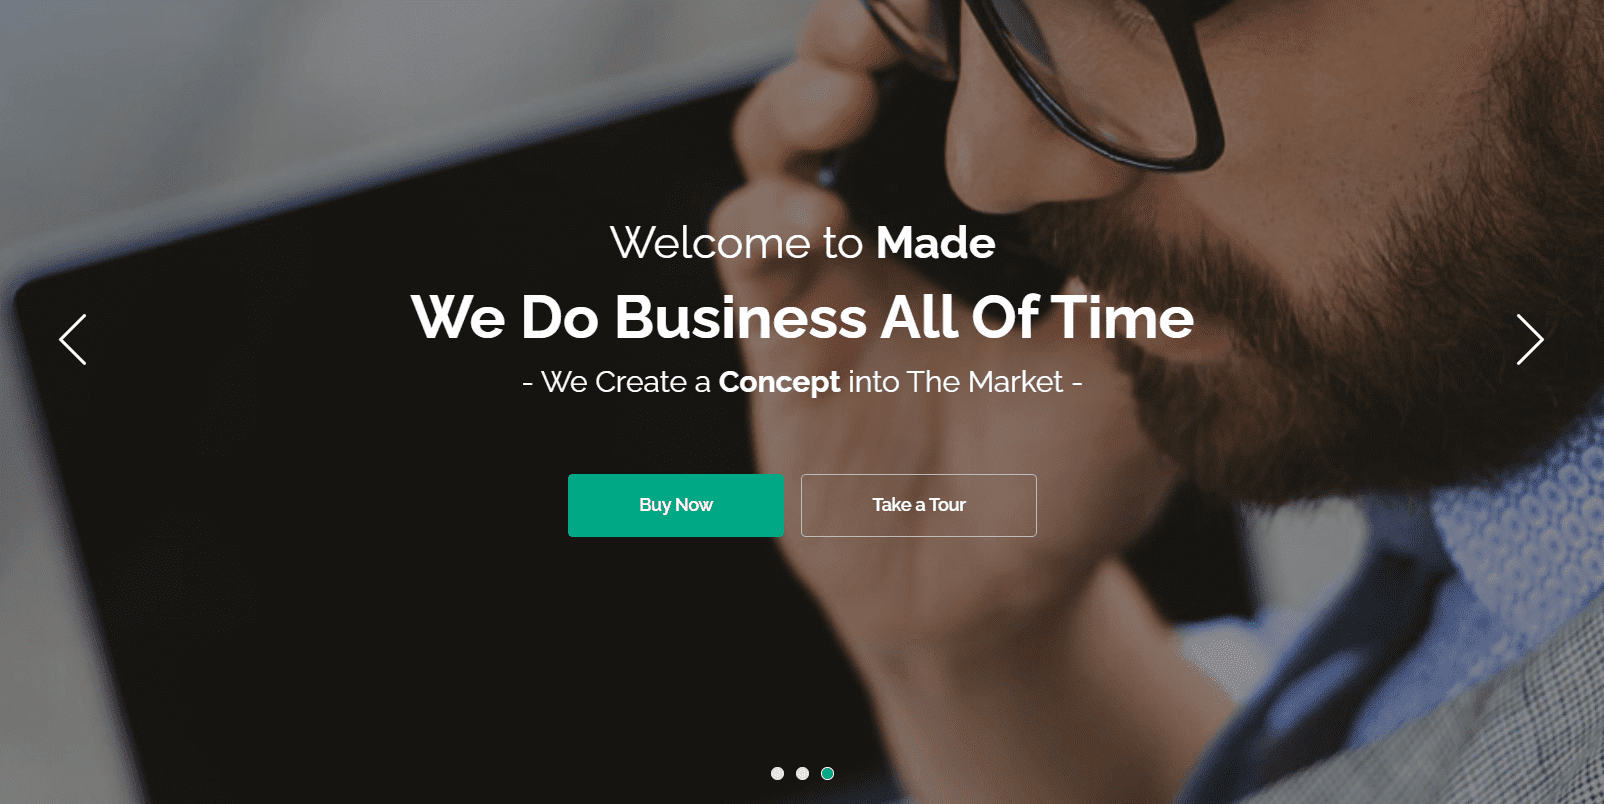 Welcome to Made
We Do Business All Of Time
- We Create a Concept into The Market -
Buy Now
Take a Tour